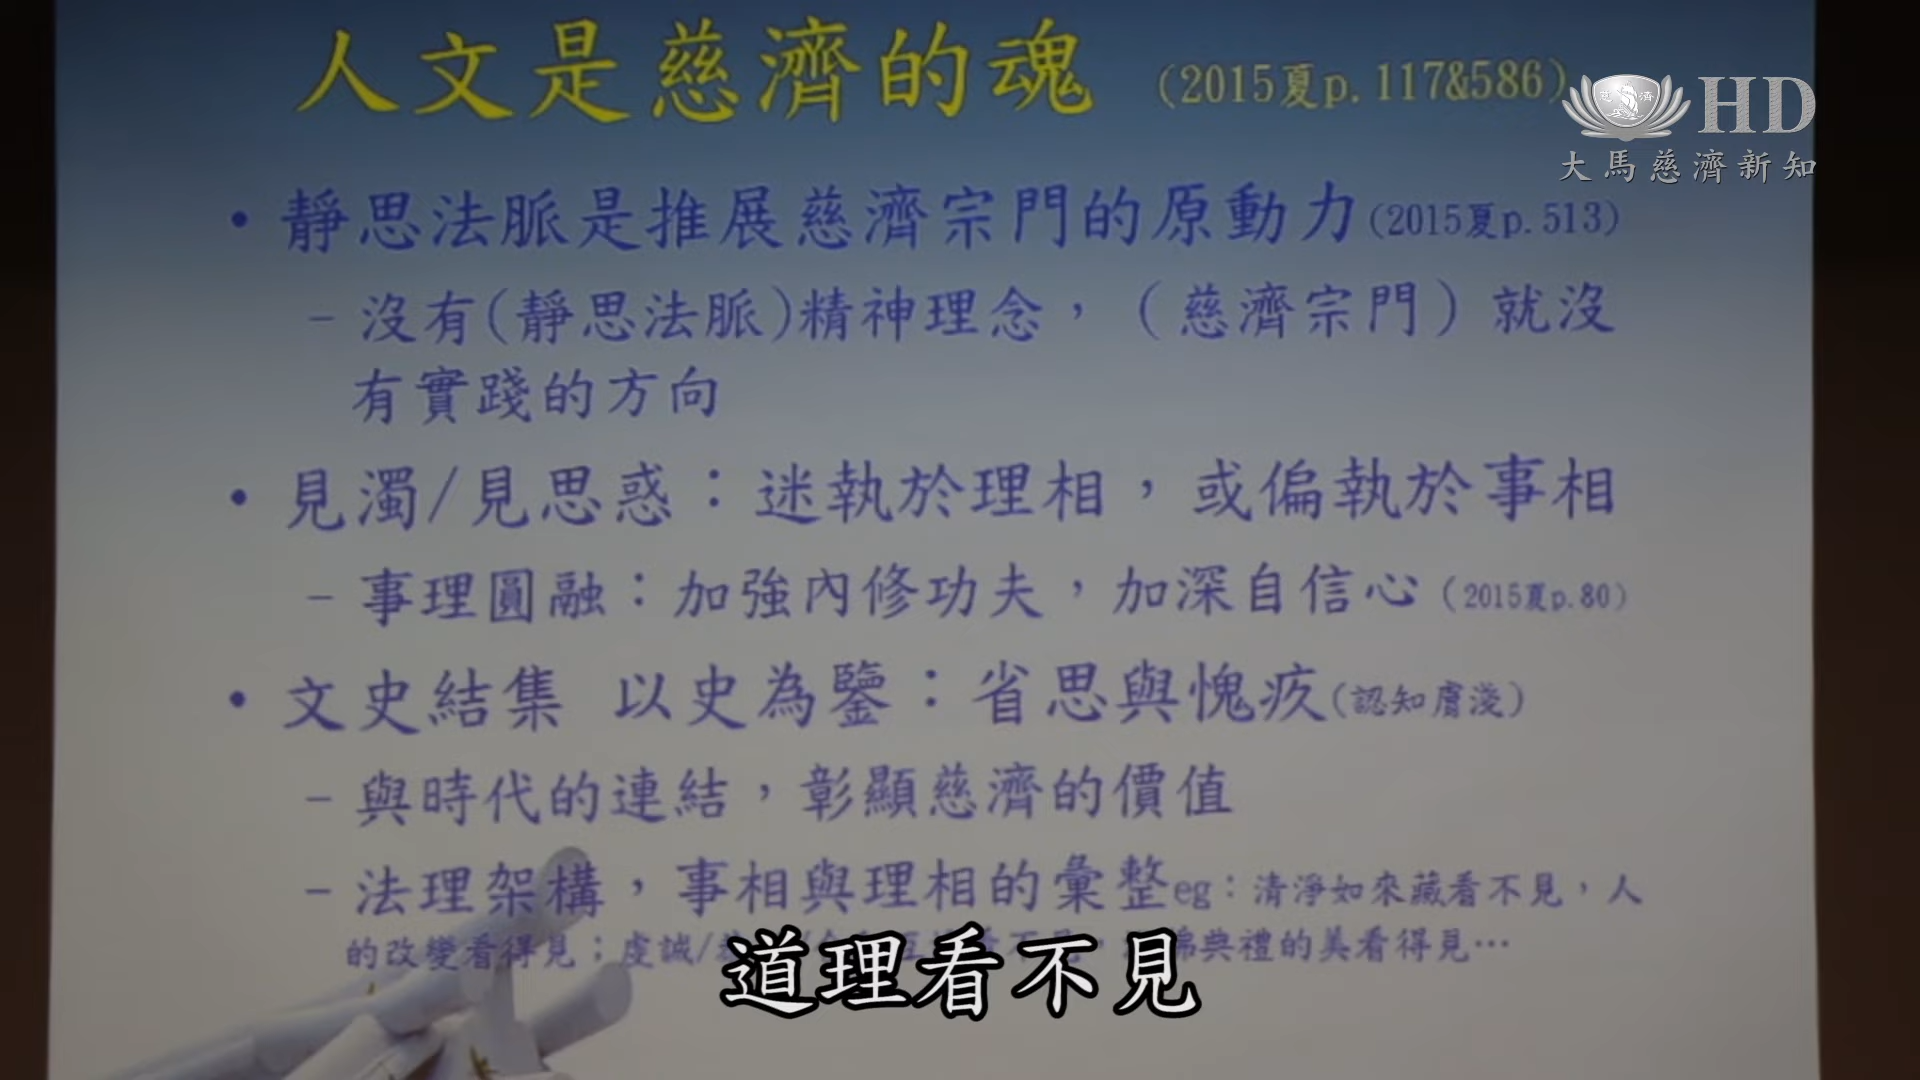 人文是慈濟的魂 (2015夏p.117&586)
HD
大馬慈濟新知
• 靜思法脈是推展慈濟宗門的原動力(2015夏p.513)
– 沒有(靜思法脈)精神理念，（慈濟宗門）就沒
有實踐的方向
• 見濁/見思惑：迷執於理相，或偏執於事相
– 事理圓融：加強內修功夫，加深自信心（2015夏p.80）
• 文史結集 以史為鑒：省思與愧疚(認知膚淺)
– 與時代的連結，彰顯慈濟的價值
– 法理架構，事相與理相的彙整eg：清淨如來藏看不見，人
的改變看得見；虔誠/ 佛典禮的美看得見…
道理看不見